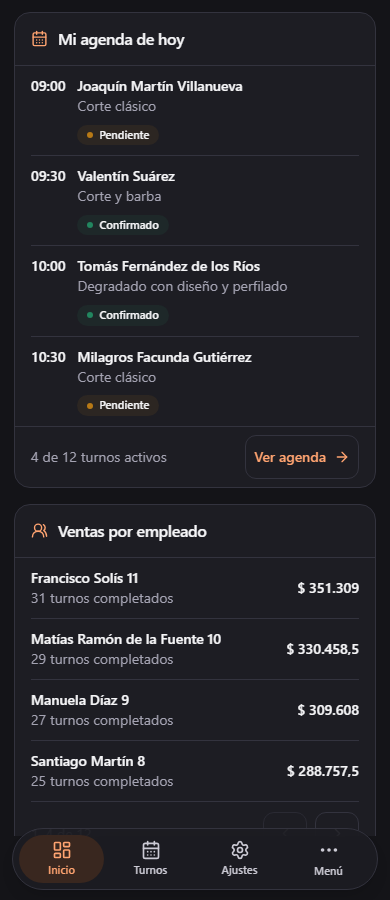 Mi agenda de hoy
09:00 Joaquín Martín Villanueva
Corte clásico
Pendiente
09:30 Valentín Suárez
Corte y barba
Confirmado
10:00 Tomás Fernández de los Ríos
Degradado con diseño y perfilado
Confirmado
10:30 Milagros Facunda Gutiérrez
Corte clásico
Pendiente
4 de 12 turnos activos
Ver agenda
Ventas por empleado
Francisco Solís 11
31 turnos completados
$ 351.309
Matías Ramón de la Fuente 10
29 turnos completados
$ 330.458,5
Manuela Díaz 9
27 turnos completados
$ 309.608
Santiago Martín 8
25 turnos completados
$ 288.757,5
Inicio
Turnos
Ajustes
Menú